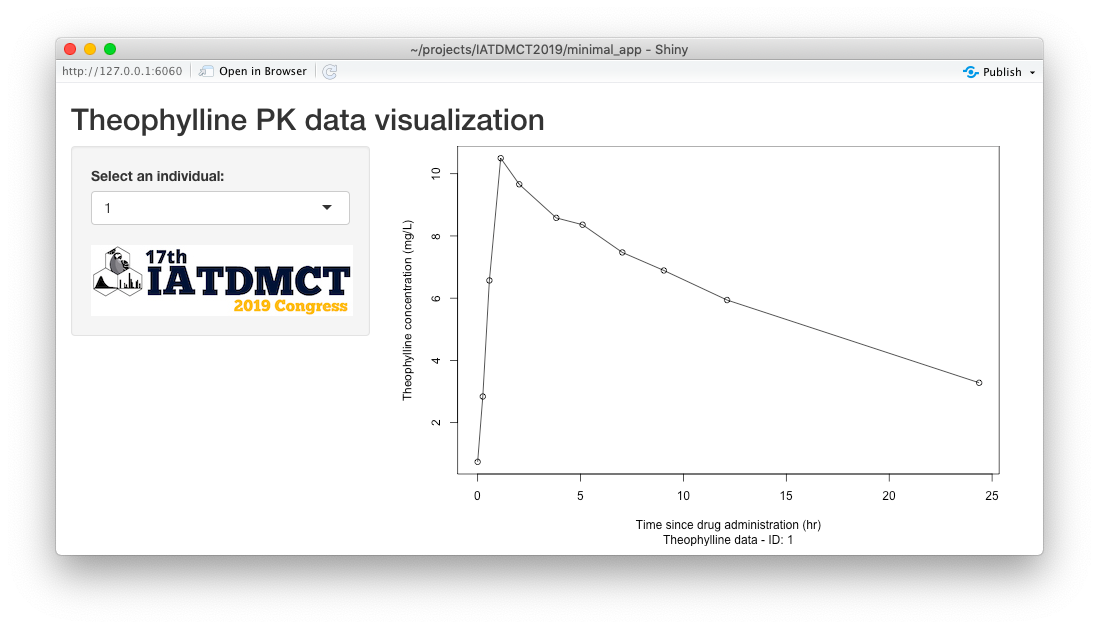 ~/projects/IATDMCT2019/minimal_app - Shiny
http://127.0.0.1:6060 Open in Browser Publish
Theophylline PK data visualization
Select an individual:
1
17th
IATDMCT
2019 Congress
Theophylline concentration (mg/L)
10
8
6
4
2
0 5 10 15 20 25
Time since drug administration (hr)
Theophylline data - ID: 1